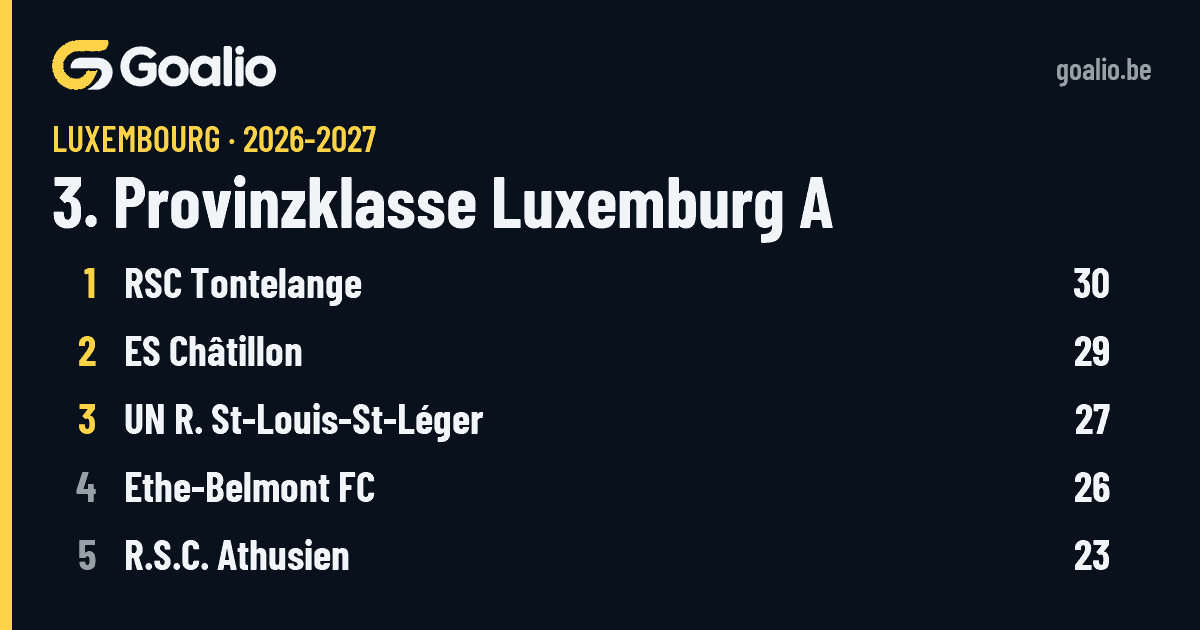 Goalio
goalio.be
LUXEMBOURG · 2026-2027
3. Provinzklasse Luxemburg A
1 RSC Tontelange 30
2 ES Châtillon 29
3 UN R. St-Louis-St-Léger 27
4 Ethe-Belmont FC 26
5 R.S.C. Athusien 23